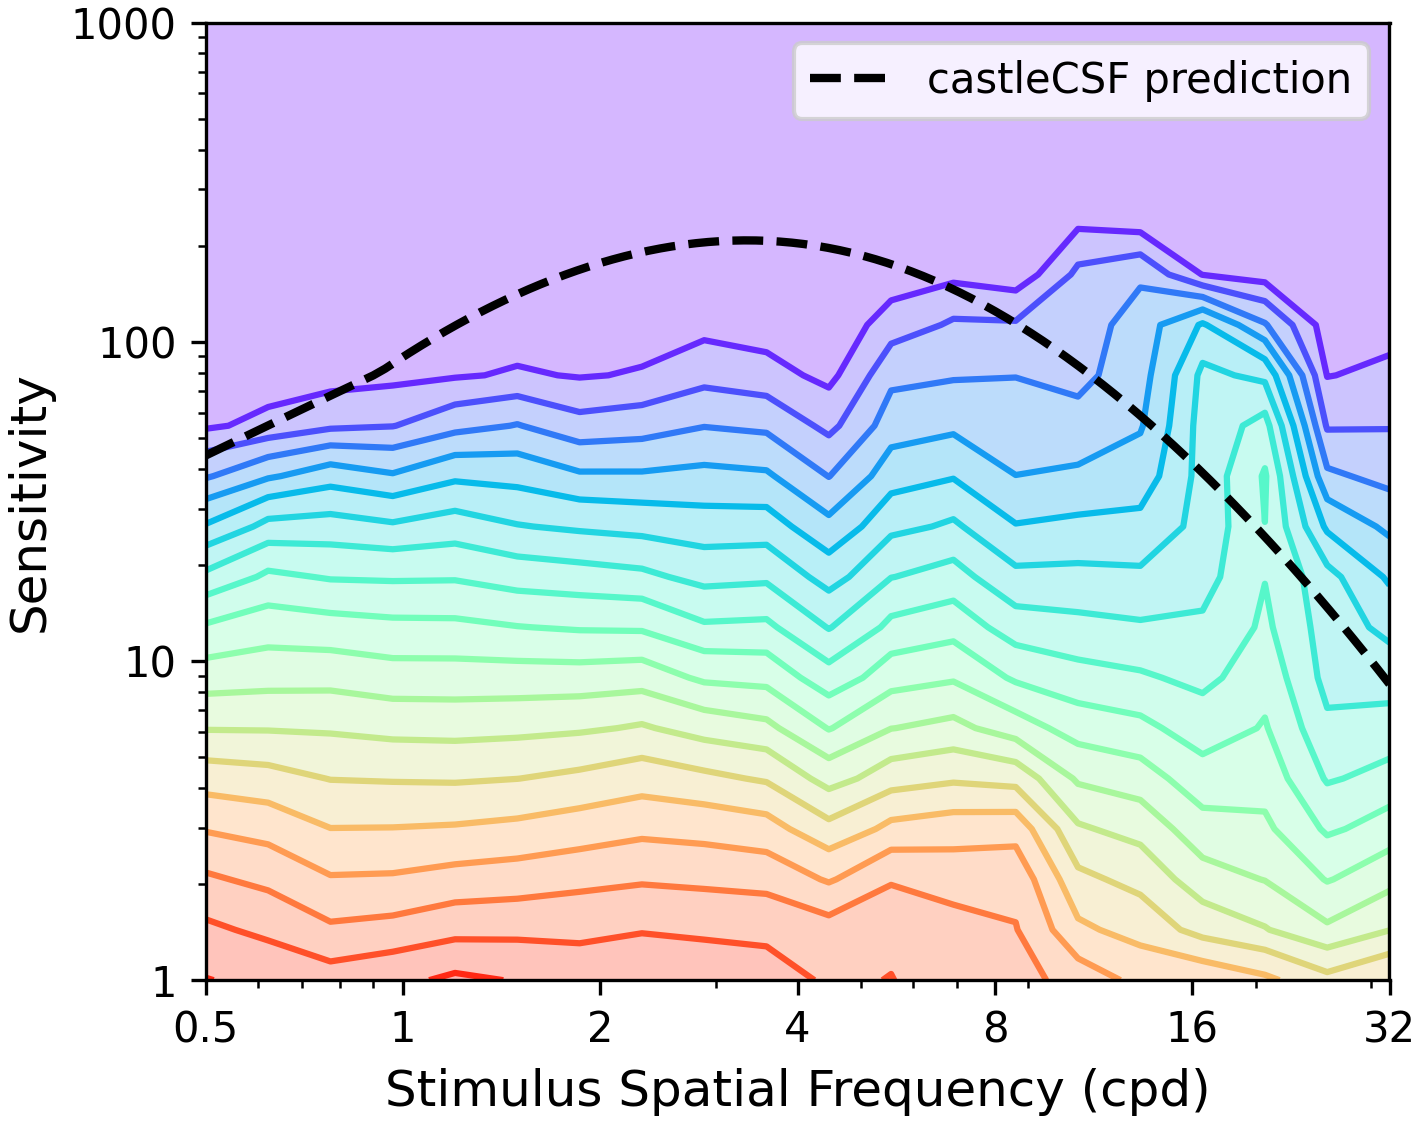 1000
castleCSF prediction
100
10
1
Sensitivity
0.5 1 2 4 8 16 32
Stimulus Spatial Frequency (cpd)